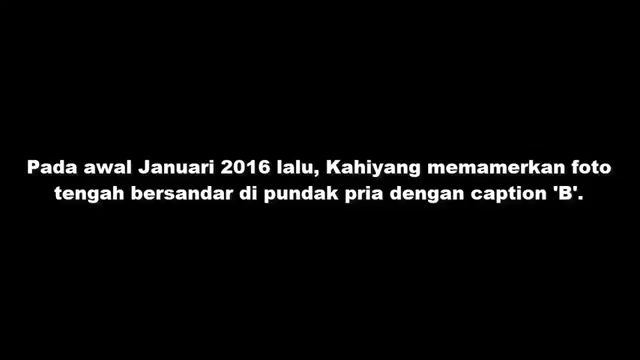 Pada awal Januari 2016 lalu, Kahiyang memamerkan foto
tengah bersandar di pundak pria dengan caption 'B'.